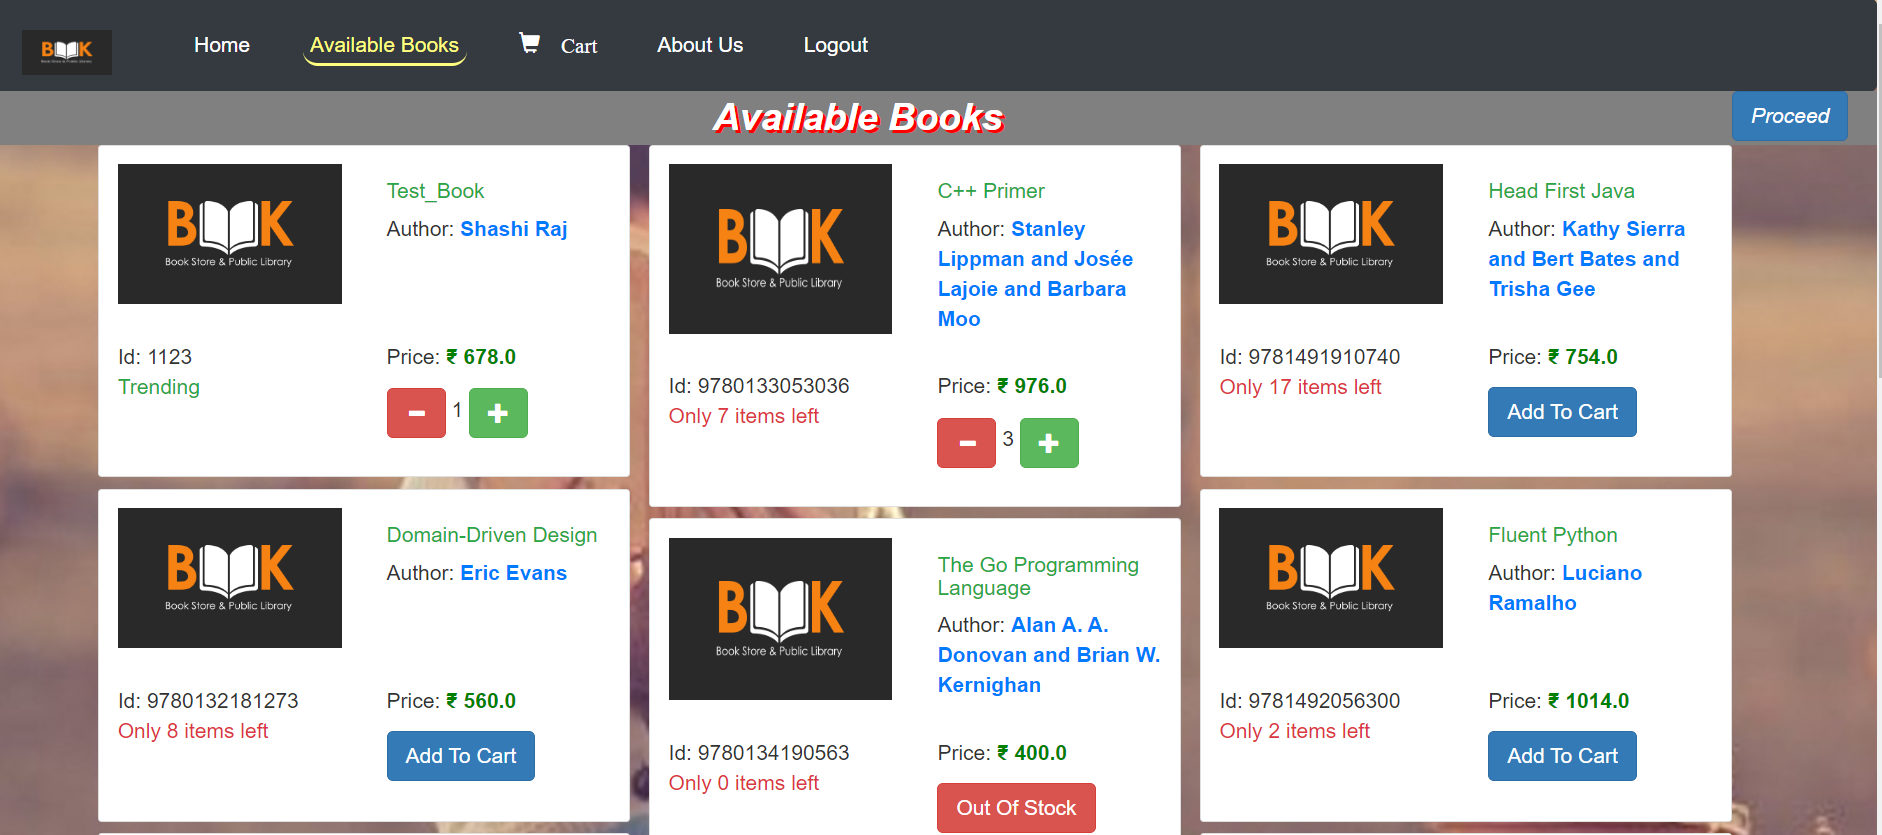 BOOK
Home
Available Books
Cart
About Us
Logout
Available Books
Proceed
BOOK
Book Store & Public Library
Test_Book
Author: Shashi Raj
Id: 1123
Trending
Price: ₹ 678.0
1
BOOK
Book Store & Public Library
C++ Primer
Author: Stanley
Lippman and Josée
Lajoie and Barbara
Moo
Id: 9780133053036
Only 7 items left
Price: ₹ 976.0
3
BOOK
Book Store & Public Library
Head First Java
Author: Kathy Sierra
and Bert Bates and
Trisha Gee
Id: 9781491910740
Only 17 items left
Price: ₹ 754.0
Add To Cart
BOOK
Book Store & Public Library
Domain-Driven Design
Author: Eric Evans
Id: 9780132181273
Only 8 items left
Price: ₹ 560.0
Add To Cart
BOOK
Book Store & Public Library
The Go Programming
Language
Author: Alan A. A.
Donovan and Brian W.
Kernighan
Id: 9780134190563
Only 0 items left
Price: ₹ 400.0
Out Of Stock
BOOK
Book Store & Public Library
Fluent Python
Author: Luciano
Ramalho
Id: 9781492056300
Only 2 items left
Price: ₹ 1014.0
Add To Cart